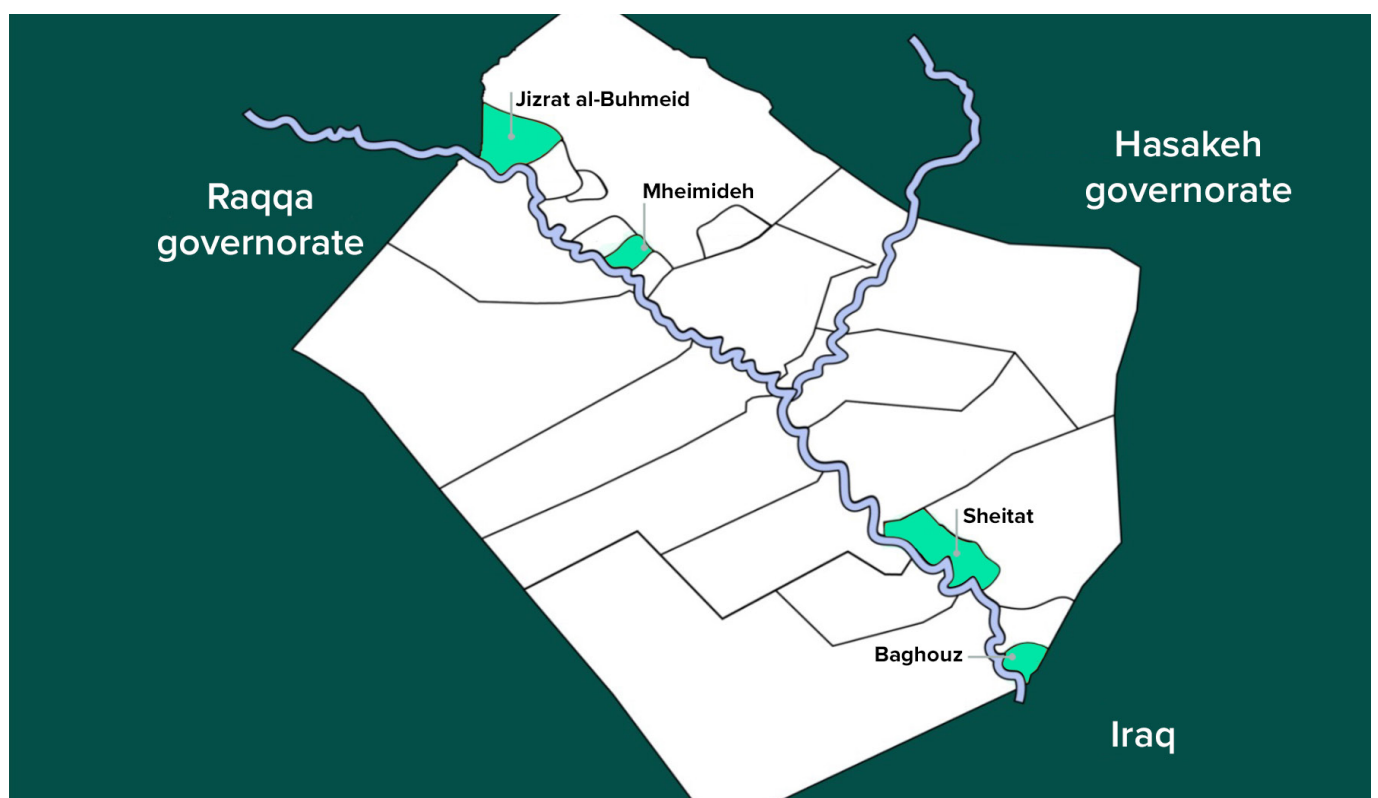 Jizrat al-Buhmeid
Hasakeh
governorate
Raqqa
governorate
Mheimideh
Sheitat
Baghouz
Iraq